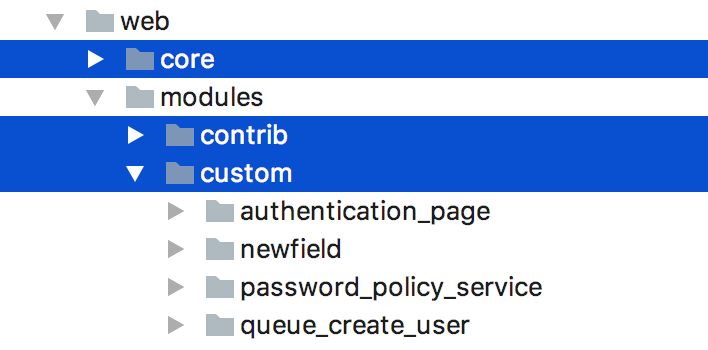 web
core
modules
contrib
custom
authentication_page
newfield
password_policy_service
queue_create_user